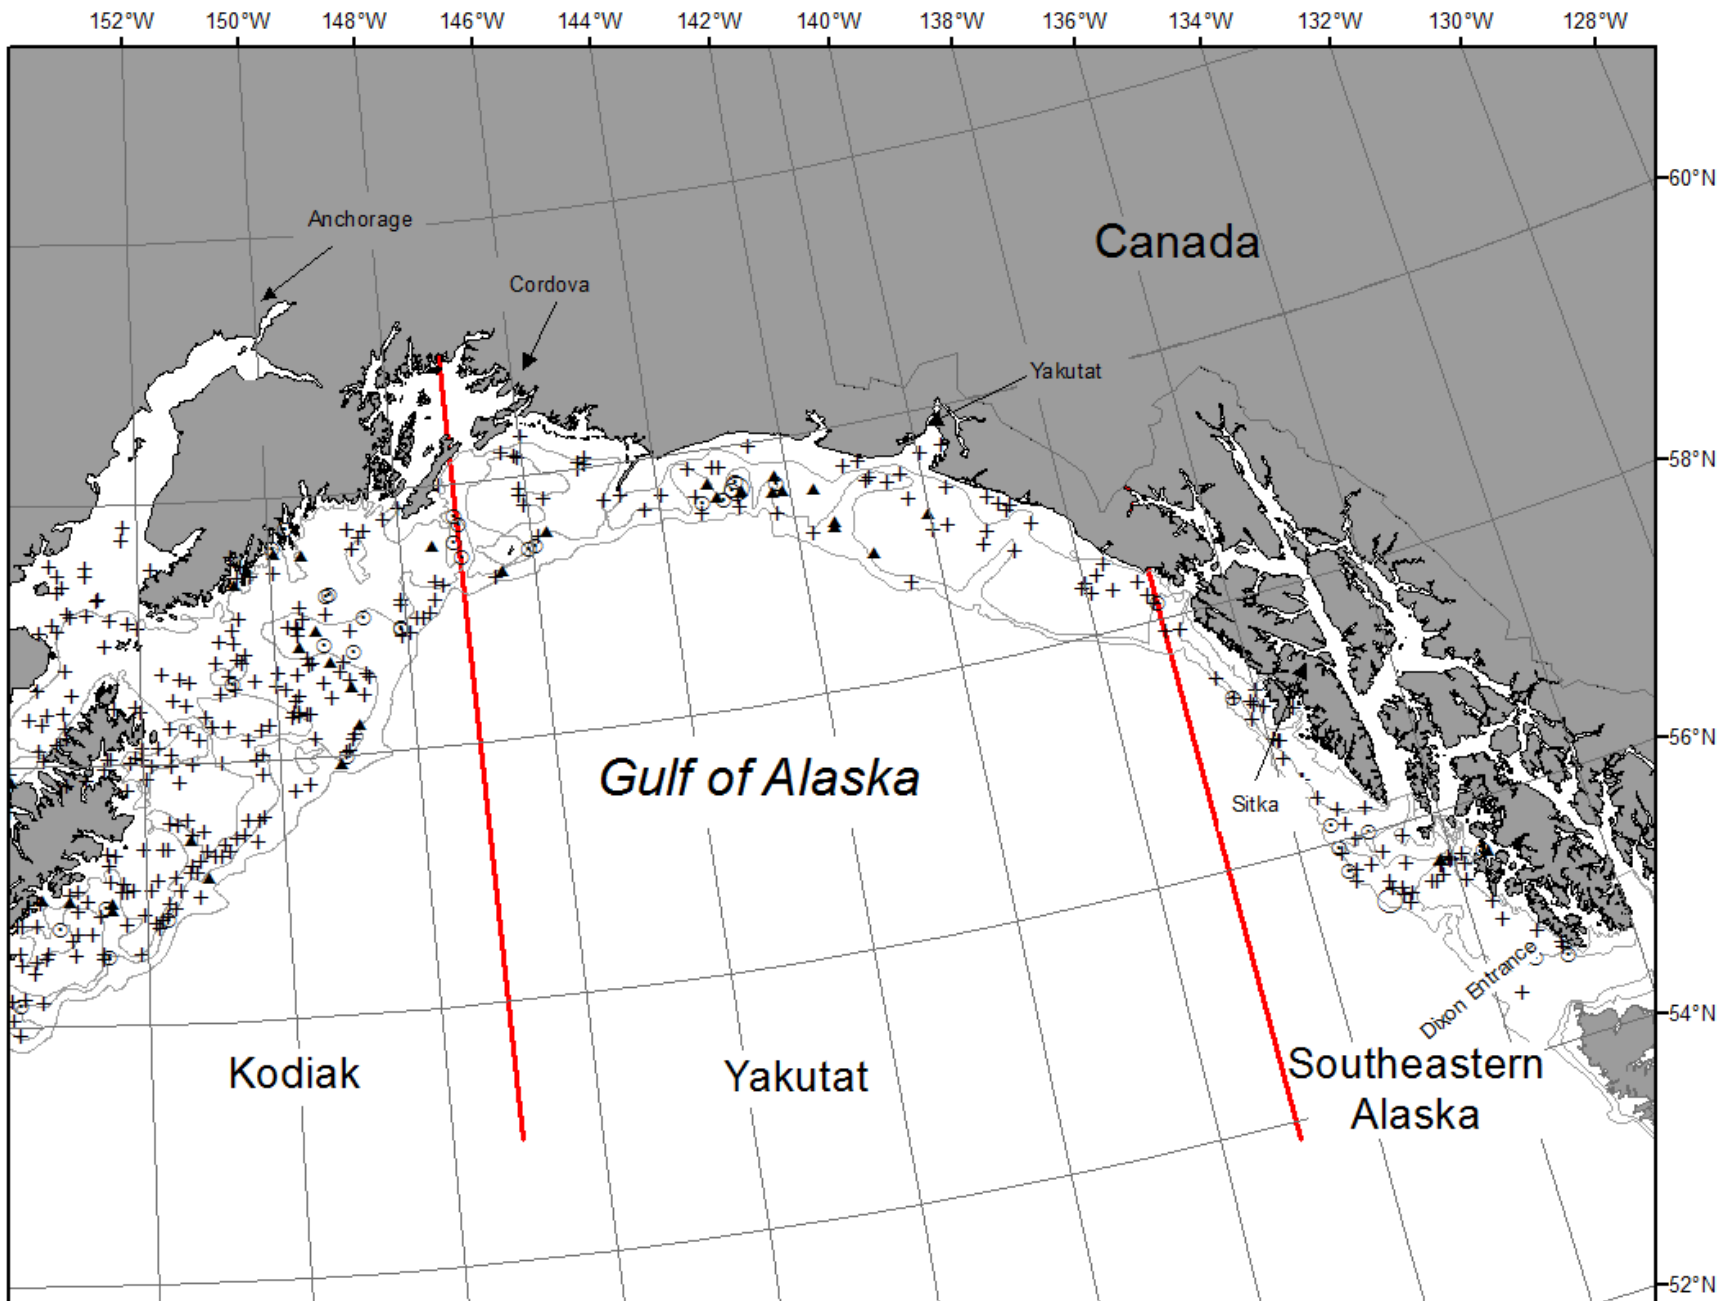 152°W 150°W 148°W 146°W 144°W 142°W 140°W 138°W 136°W 134°W 132°W 130°W 128°W
60°N
Anchorage
Canada
Cordova
Yakutat
58°N
56°N
Gulf of Alaska
Sitka
Dixon Entrance
54°N
Kodiak
Yakutat
Southeastern
Alaska
52°N